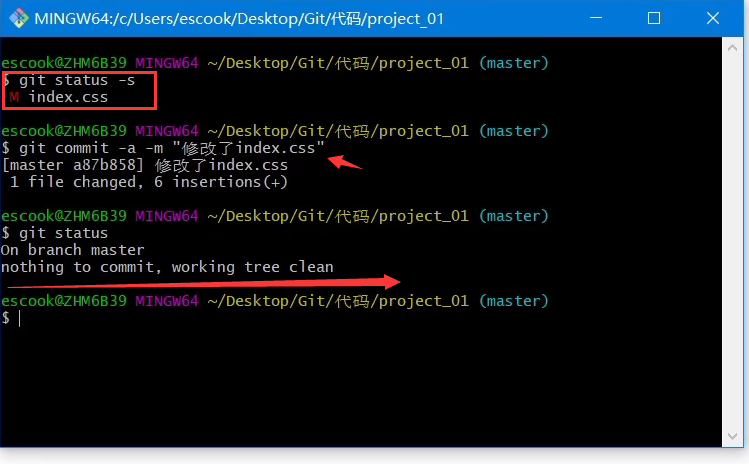 MINGW64:/c/Users/escook/Desktop/Git/代码/project_01
escook@ZHM6B39 MINGW64 ~/Desktop/Git/代码/project_01 (master)
$ git status -s
 M index.css
escook@ZHM6B39 MINGW64 ~/Desktop/Git/代码/project_01 (master)
$ git commit -a -m "修改了index.css"
[master a87b858] 修改了index.css
 1 file changed, 6 insertions(+)
escook@ZHM6B39 MINGW64 ~/Desktop/Git/代码/project_01 (master)
$ git status
On branch master
nothing to commit, working tree clean
escook@ZHM6B39 MINGW64 ~/Desktop/Git/代码/project_01 (master)
$